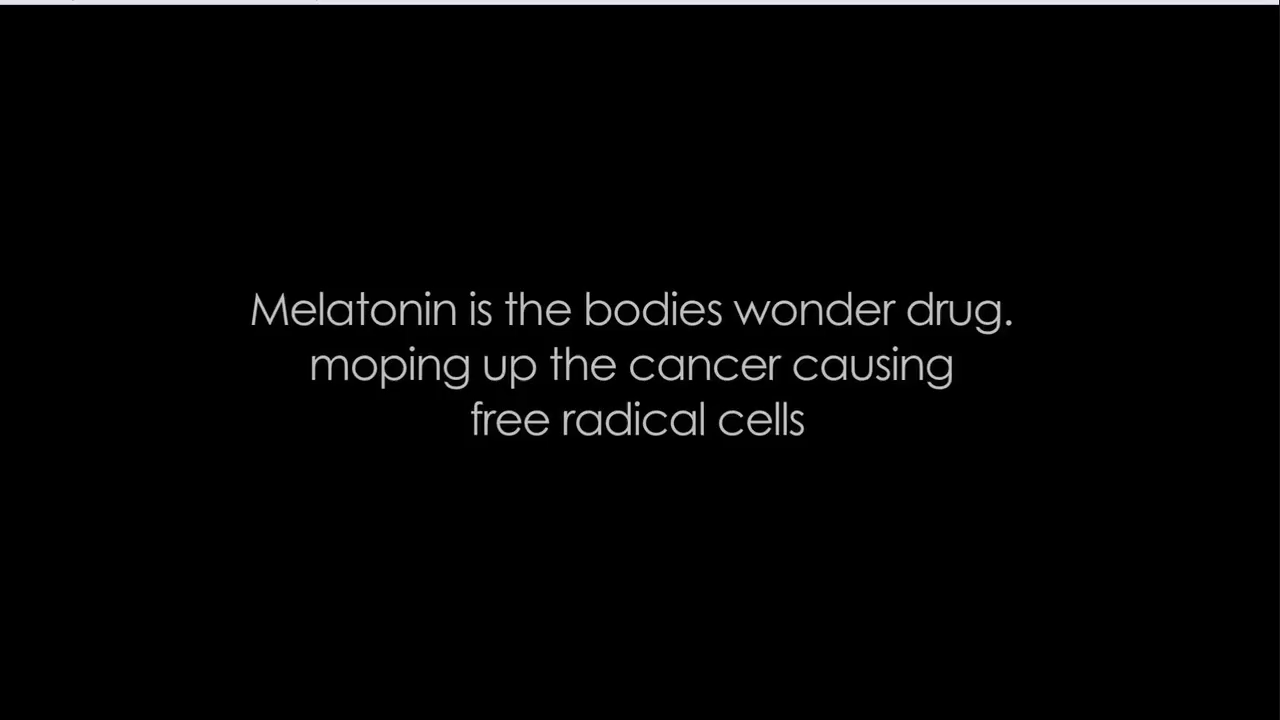 Melatonin is the bodies wonder drug.
moping up the cancer causing
free radical cells